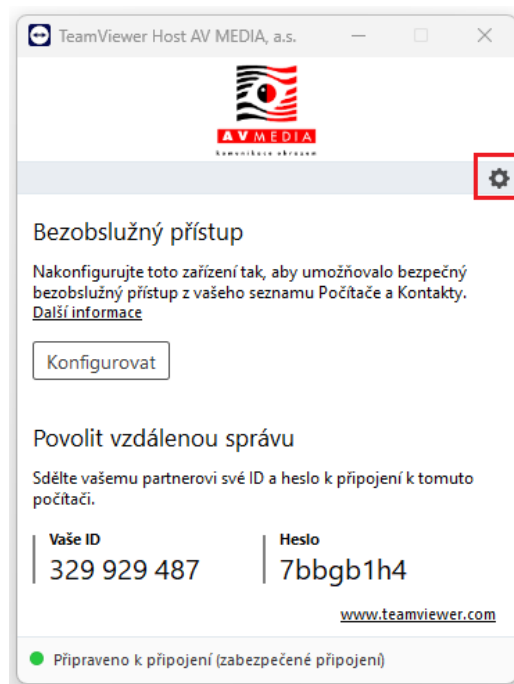 TeamViewer Host AV MEDIA, a.s.
AV MEDIA
komunikace obrazem
Bezobslužný přístup
Nakonfigurujte toto zařízení tak, aby umožňovalo bezpečný
bezobslužný přístup z vašeho seznamu Počítače a Kontakty.
Další informace
Konfigurovat
Povolit vzdálenou správu
Sdělte vašemu partnerovi své ID a heslo k připojení k tomuto
počítači.
Vaše ID Heslo
329 929 487 7bbgb1h4
www.teamviewer.com
Připraveno k připojení (zabezpečené připojení)